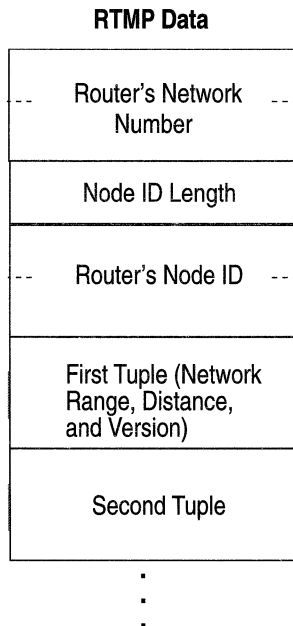 RTMP Data
Router's Network
Number
Node ID Length
Router's Node ID
First Tuple (Network
Range, Distance,
and Version)
Second Tuple